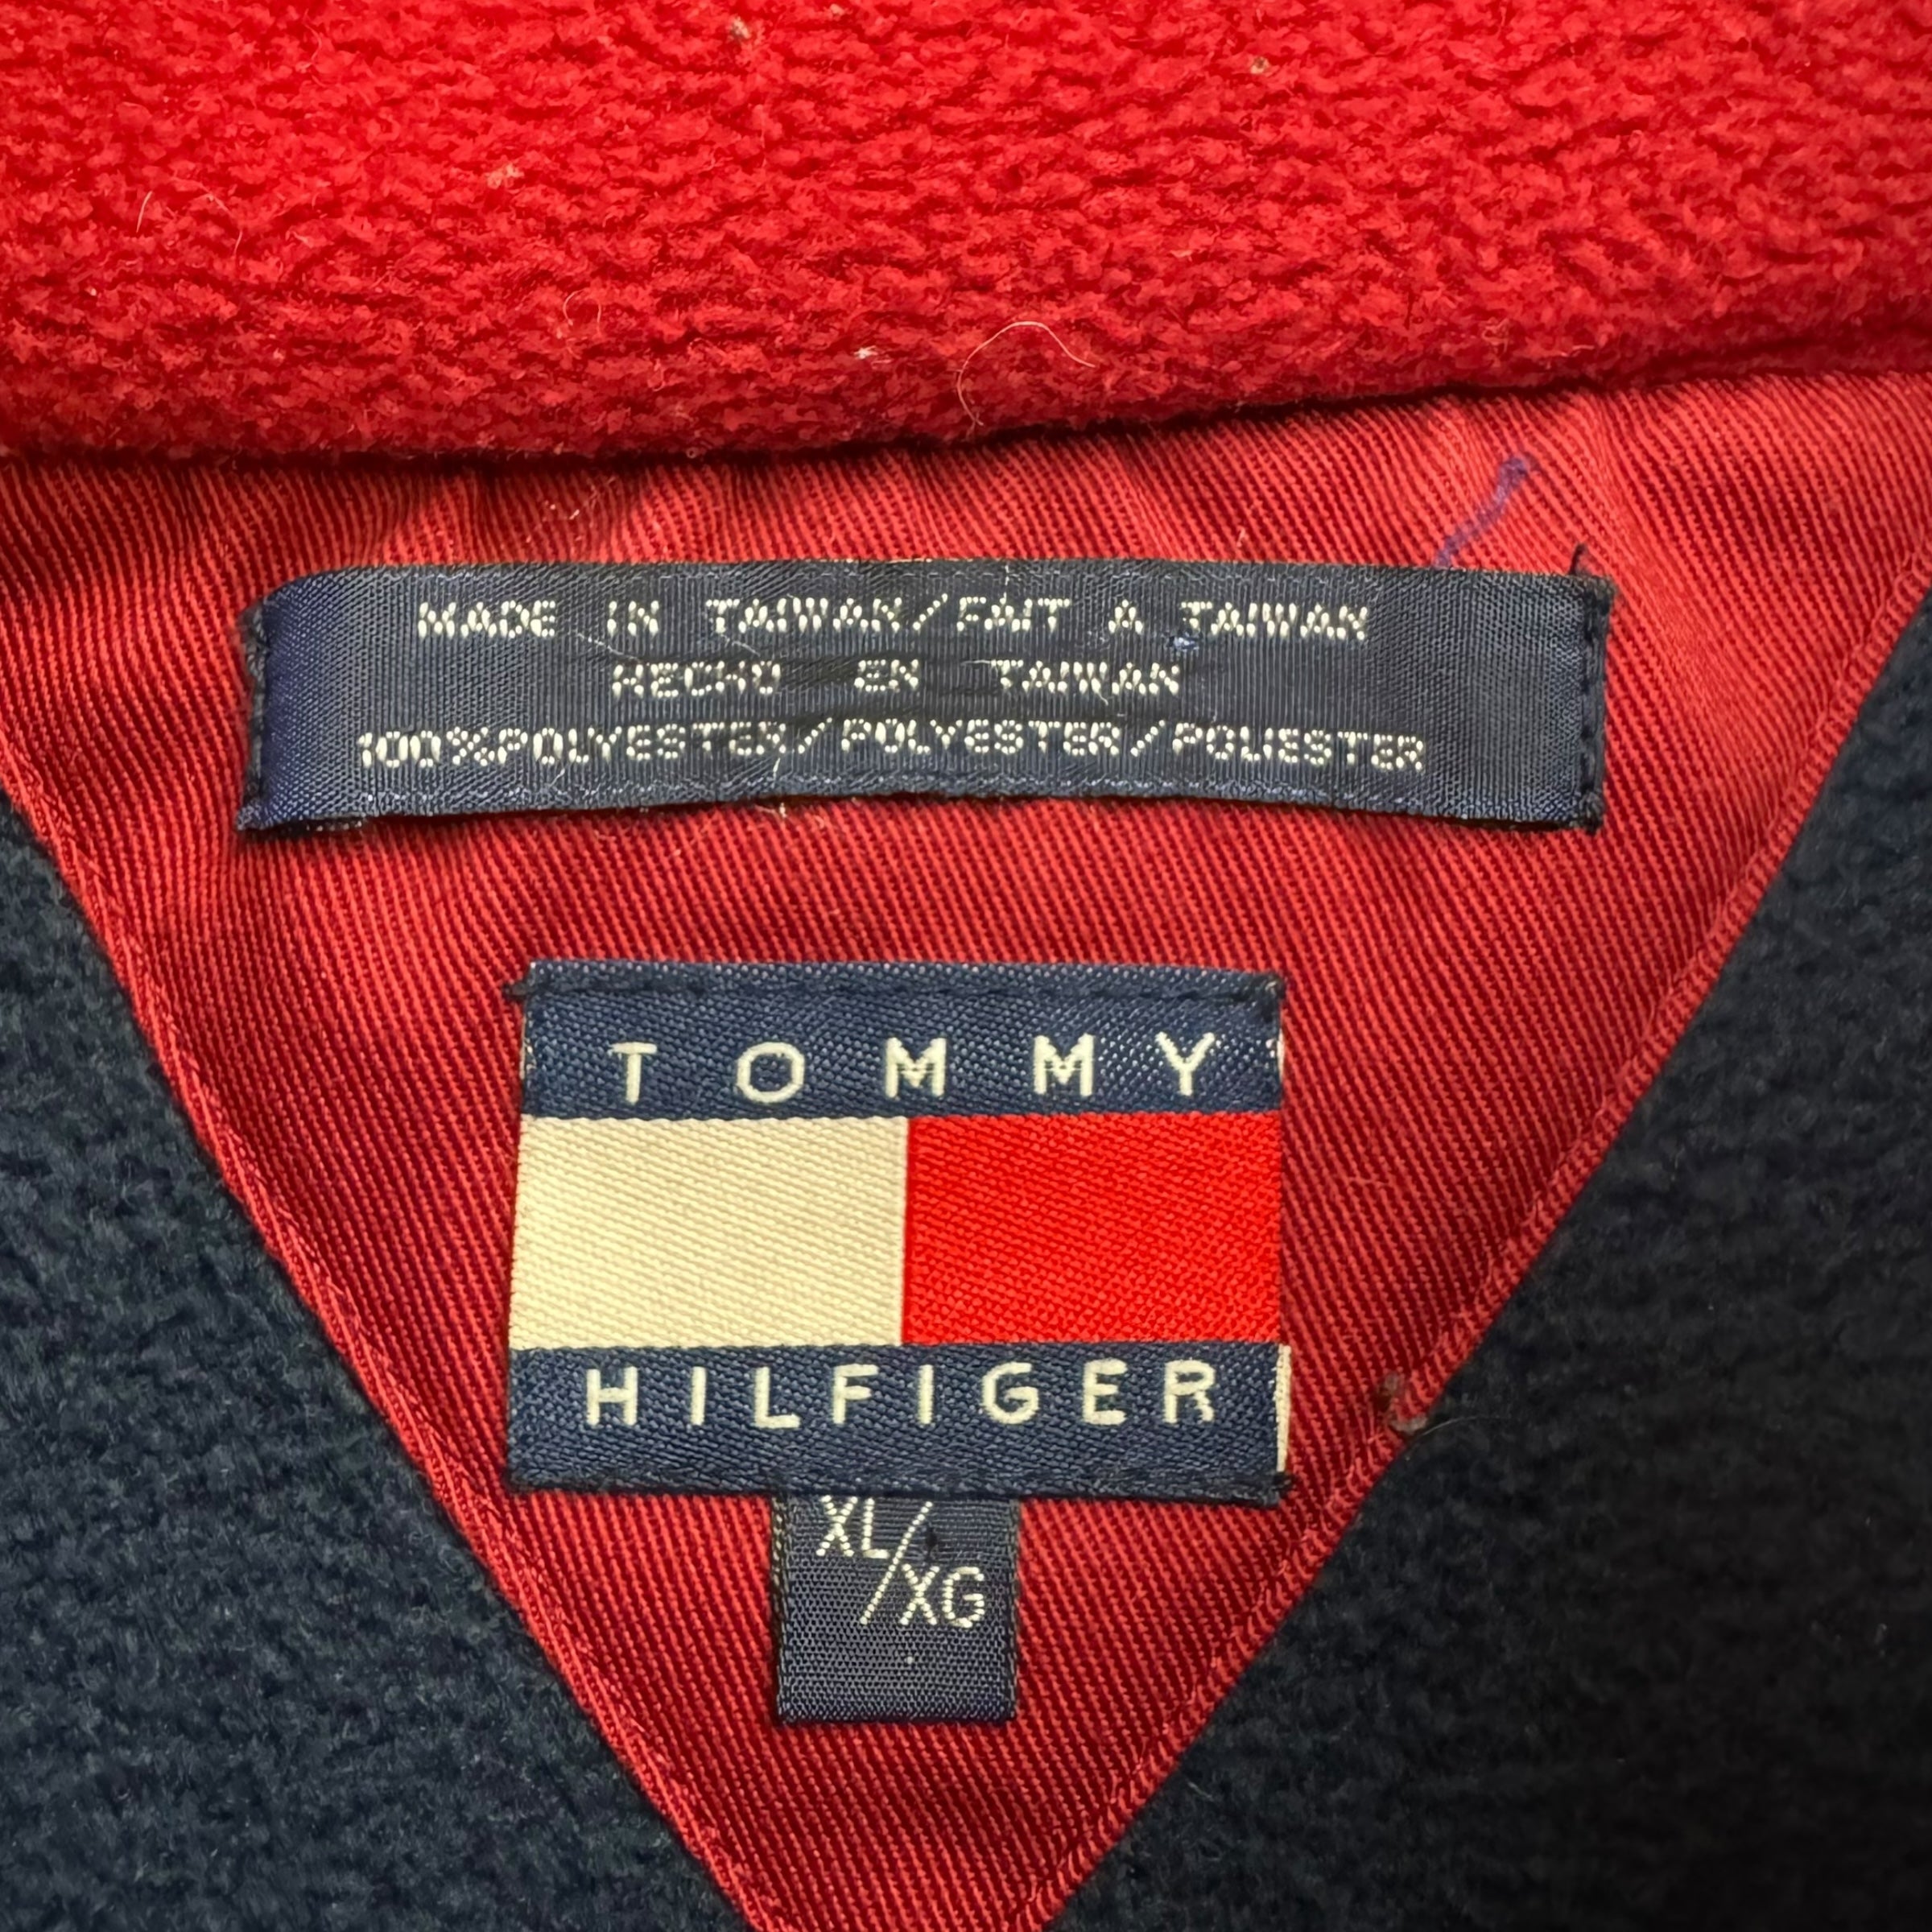 MADE IN TAIWAN/FAIT A TAIWAN
HECHO EN TAIWAN
100%POLYESTER/POLYESTER/POLIESTER
TOMMY
HILFIGER
XL/
/XG